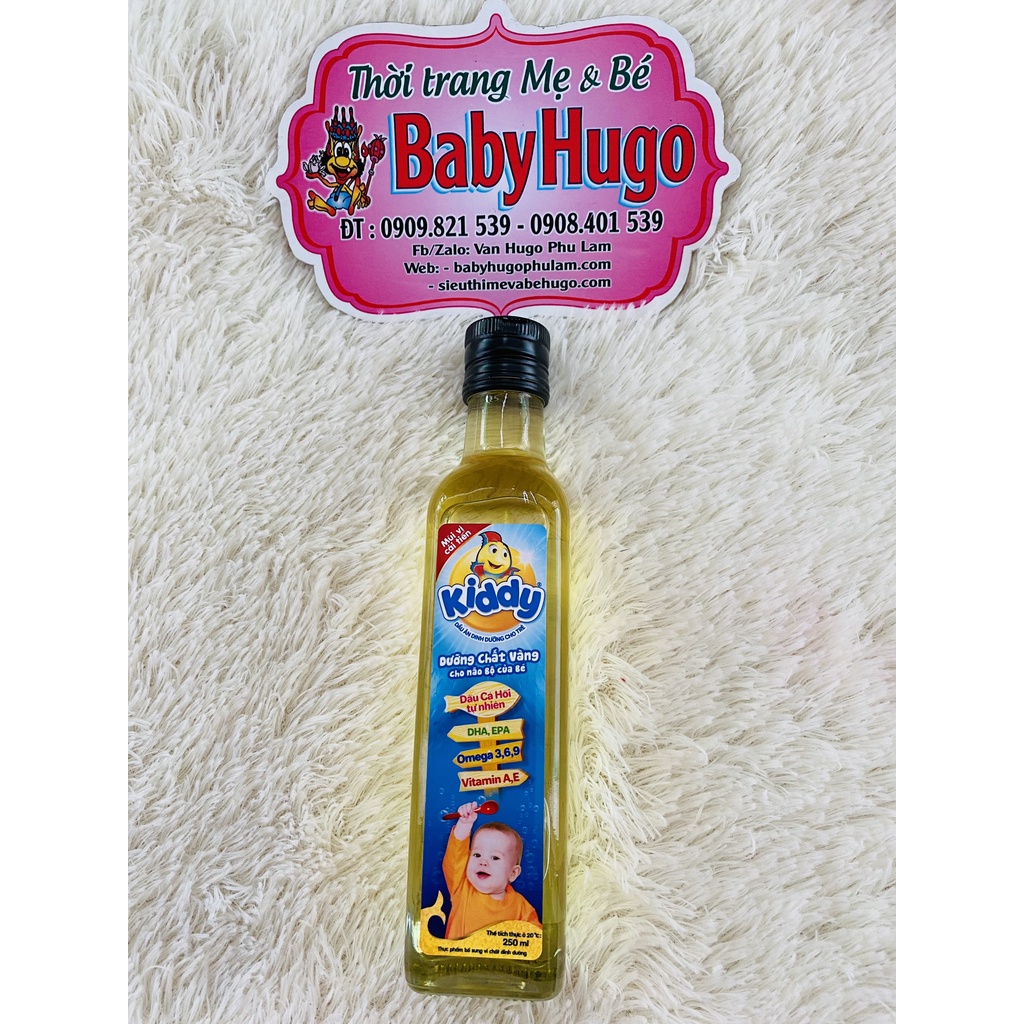 Thời trang Mẹ & Bé
BabyHugo
ĐT : 0909.821 539 - 0908.401 539
Fb/Zalo: Van Hugo Phu Lam
Web: - babyhugophulam.com
- sieuthimevabehugo.com
Mùi vị
cải tiến
Kiddy®
DẦU ĂN DINH DƯỠNG CHO TRẺ
Dưỡng Chất Vàng
cho não Bộ của Bé
Dầu Cá Hồi
tự nhiên
DHA, EPA
Omega 3,6,9
Vitamin A,E
Thể tích thực ở 20°C:
250 ml
Thực phẩm bổ sung vi chất dinh dưỡng